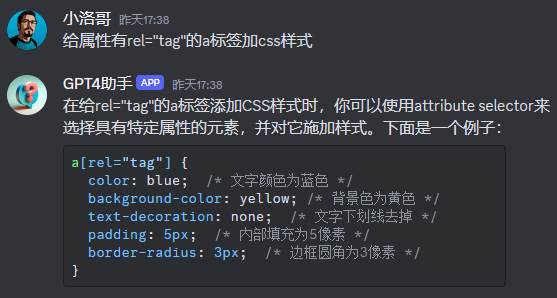 小洛哥 昨天17:38
给属性有rel="tag"的a标签加css样式
GPT4助手 APP 昨天17:38
在给rel="tag"的a标签添加CSS样式时，你可以使用attribute selector来
选择具有特定属性的元素，并对它施加样式。下面是一个例子：
a[rel="tag"] {
  color: blue;  /* 文字颜色为蓝色 */
  background-color: yellow; /* 背景色为黄色 */
  text-decoration: none;  /* 文字下划线去掉 */
  padding: 5px;  /* 内部填充为5像素 */
  border-radius: 3px;  /* 边框圆角为3像素 */
}